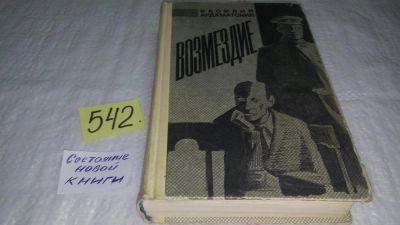 ВАСИЛИЙ
АРДАМАТСКИЙ
ВОЗМЕЗДИЕ
542.
Состояние
новой
книги